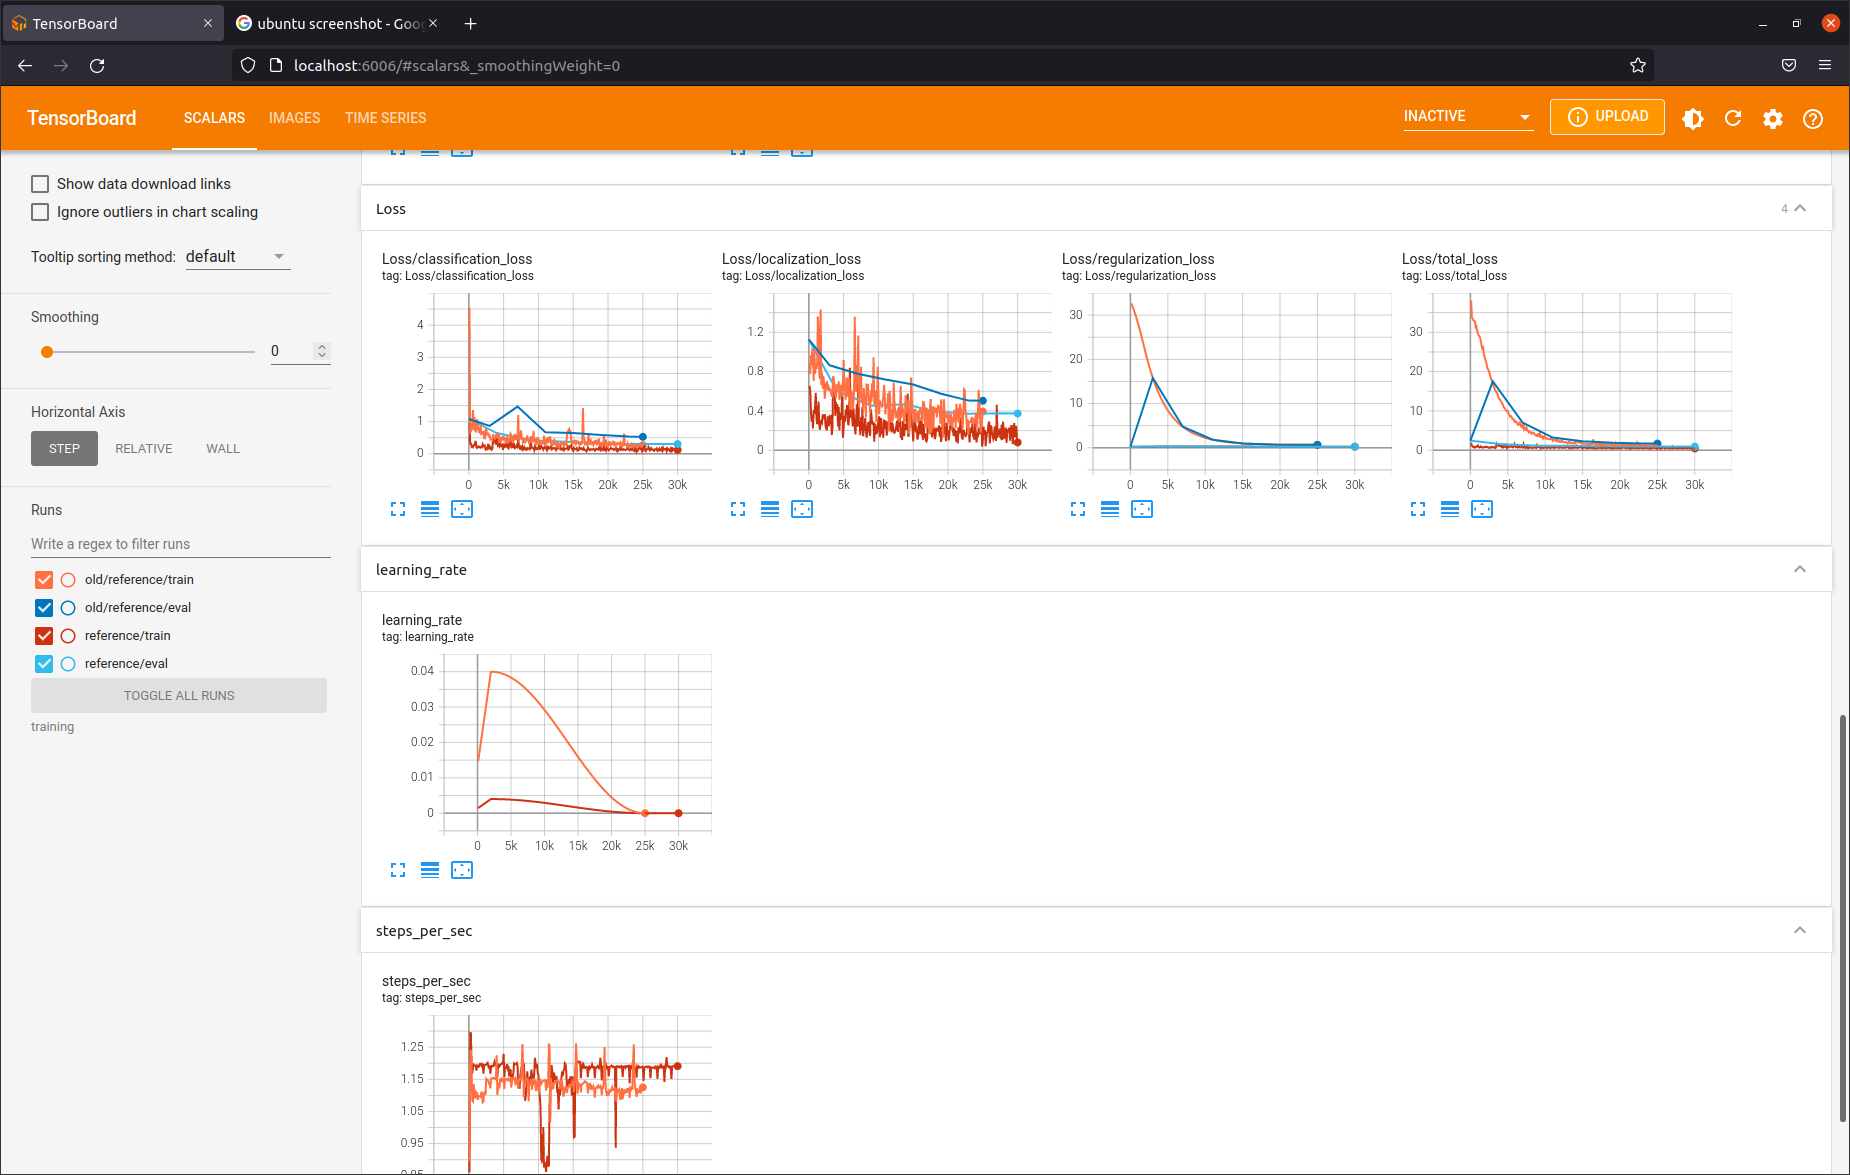 TensorBoard
ubuntu screenshot - Goo
localhost:6006/#scalars&_smoothingWeight=0
TensorBoard
SCALARS
IMAGES
TIME SERIES
INACTIVE
UPLOAD
Show data download links
Ignore outliers in chart scaling
Tooltip sorting method: default
Smoothing
0
Horizontal Axis
STEP
RELATIVE
WALL
Runs
Write a regex to filter runs
old/reference/train
old/reference/eval
reference/train
reference/eval
TOGGLE ALL RUNS
training
Loss
4
Loss/classification_loss
tag: Loss/classification_loss
4
3
2
1
0
0 5k 10k 15k 20k 25k 30k
Loss/localization_loss
tag: Loss/localization_loss
1.2
0.8
0.4
0
0 5k 10k 15k 20k 25k 30k
Loss/regularization_loss
tag: Loss/regularization_loss
30
20
10
0
0 5k 10k 15k 20k 25k 30k
Loss/total_loss
tag: Loss/total_loss
30
20
10
0
0 5k 10k 15k 20k 25k 30k
learning_rate
learning_rate
tag: learning_rate
0.04
0.03
0.02
0.01
0
0 5k 10k 15k 20k 25k 30k
steps_per_sec
steps_per_sec
tag: steps_per_sec
1.25
1.15
1.05
0.95
0.85